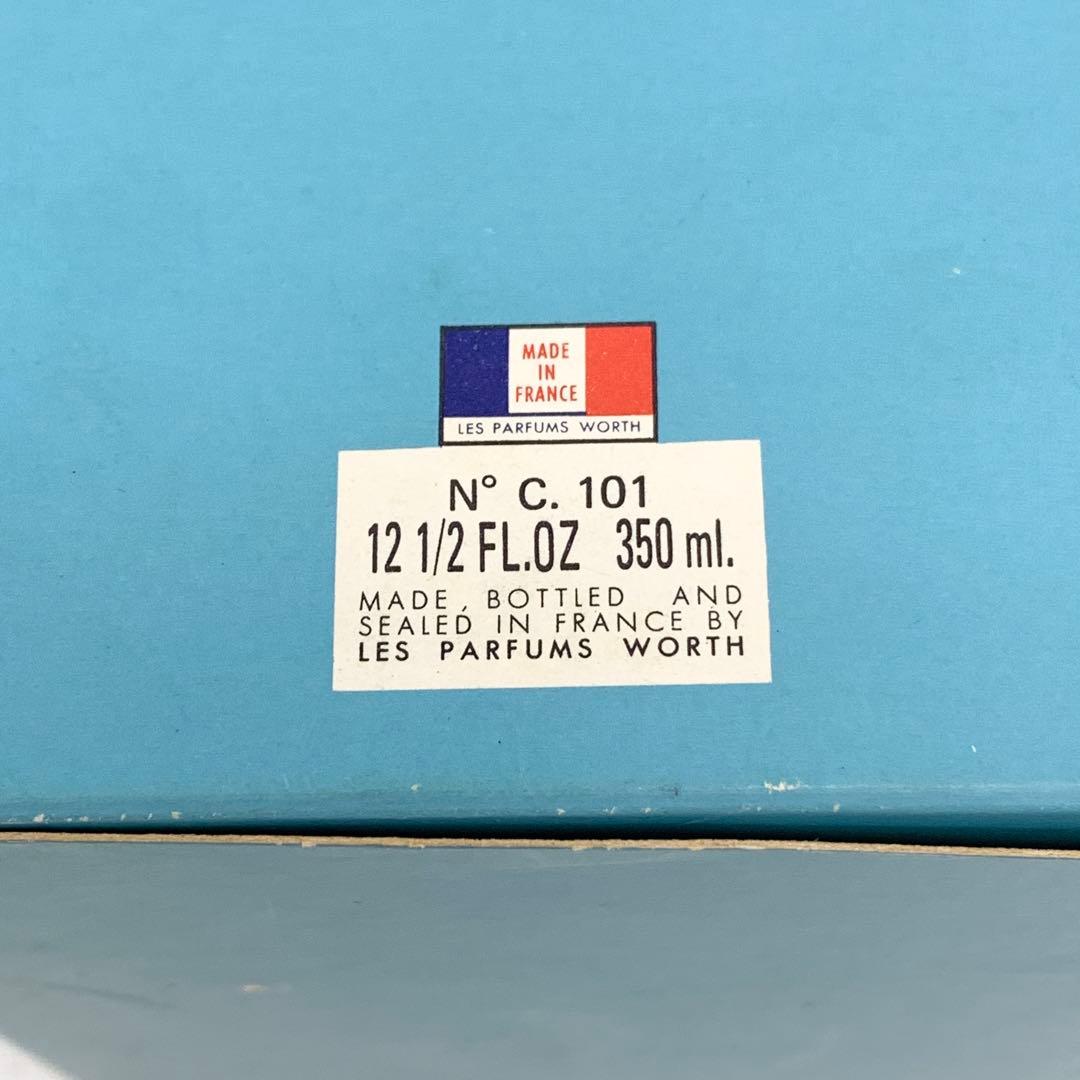 MADE
IN
FRANCE
LES PARFUMS WORTH
N° C. 101
12 1/2 FL.OZ 350 ml.
MADE, BOTTLED AND
SEALED IN FRANCE BY
LES PARFUMS WORTH